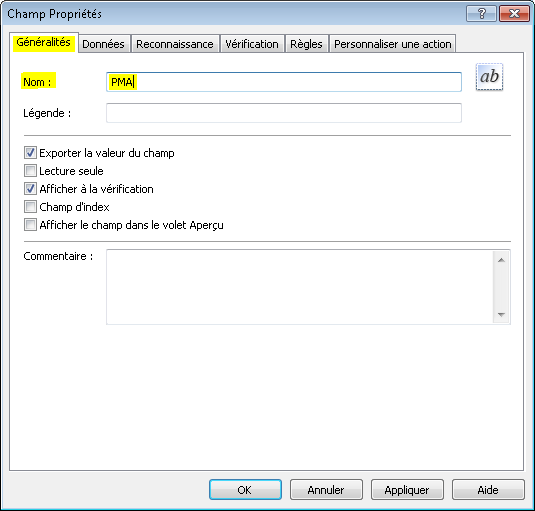 Champ Propriétés
Généralités Données Reconnaissance Vérification Règles Personnaliser une action
Nom : PMA
ab
Légende :
Exporter la valeur du champ
Lecture seule
Afficher à la vérification
Champ d'index
Afficher le champ dans le volet Aperçu
Commentaire :
OK Annuler Appliquer Aide